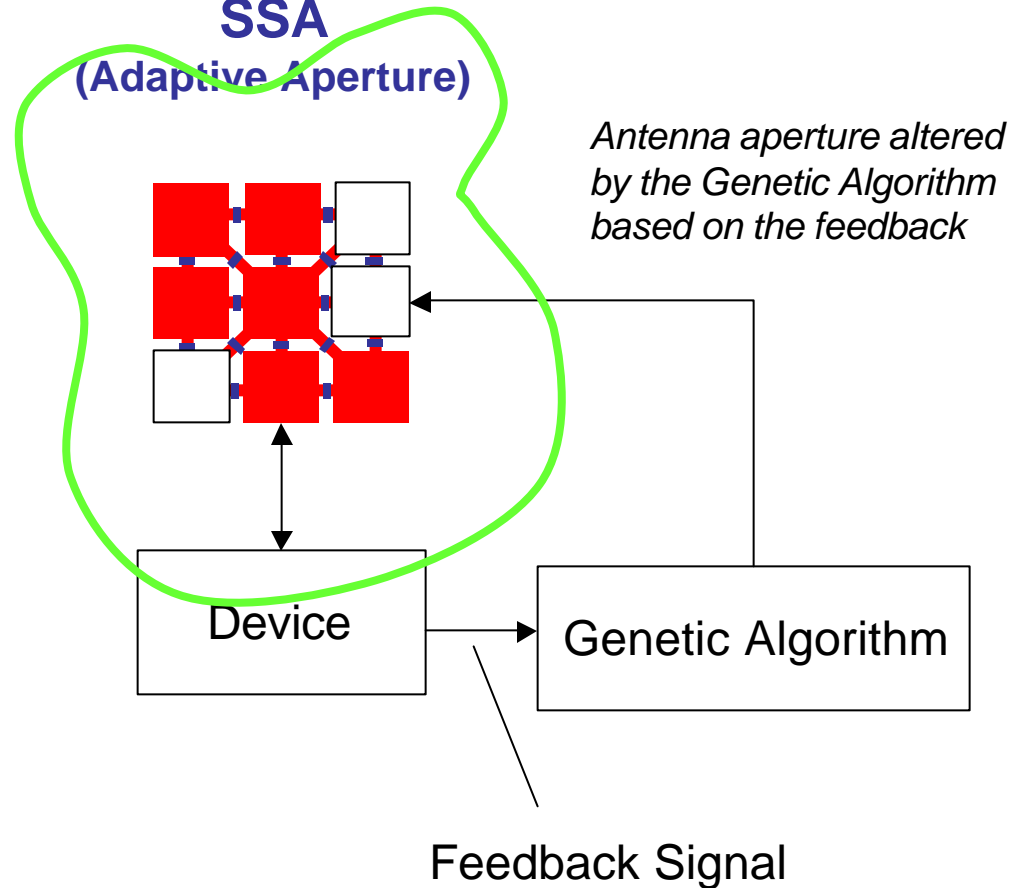 SSA
(Adaptive Aperture)
Antenna aperture altered
by the Genetic Algorithm
based on the feedback
Device
Genetic Algorithm
Feedback Signal